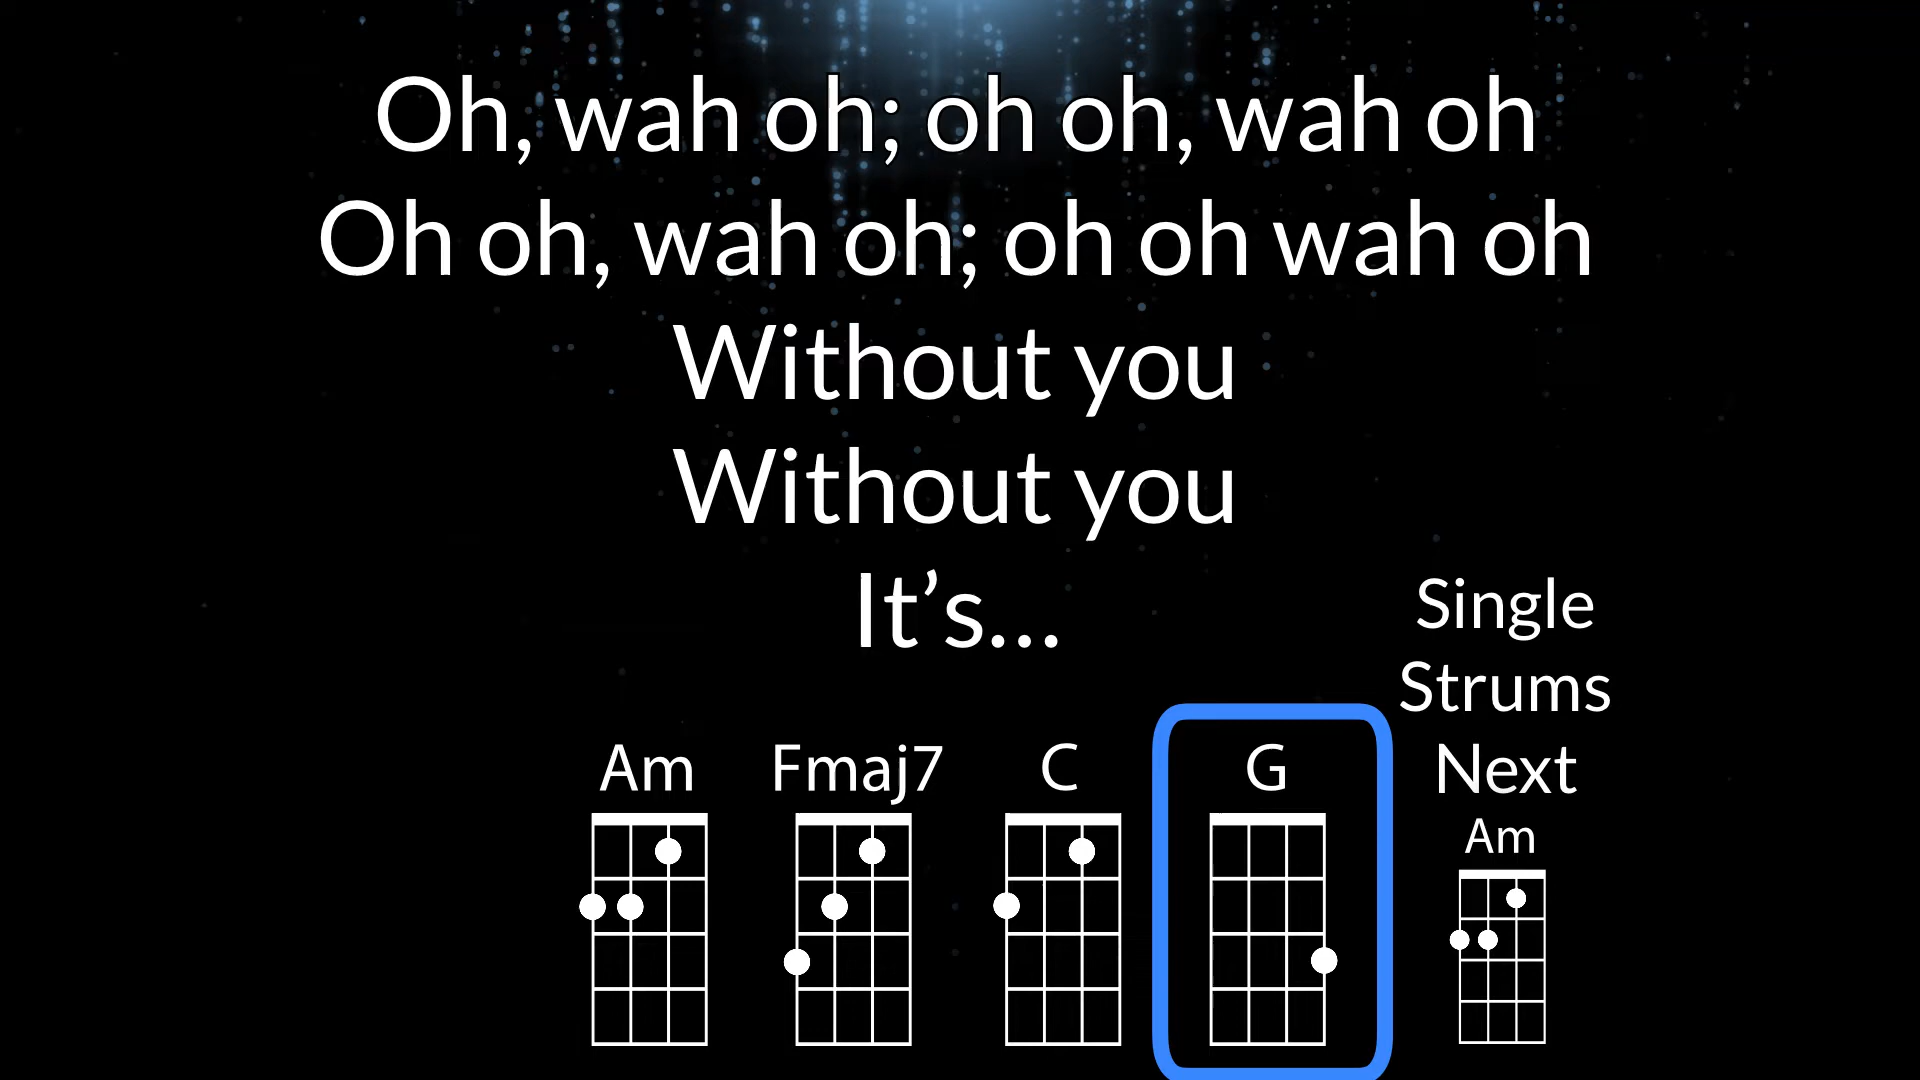 Oh, wah oh; oh oh, wah oh
Oh oh, wah oh; oh oh wah oh
Without you
Without you
It’s...
Single
Strums
Next
Am Fmaj7 C G
Am